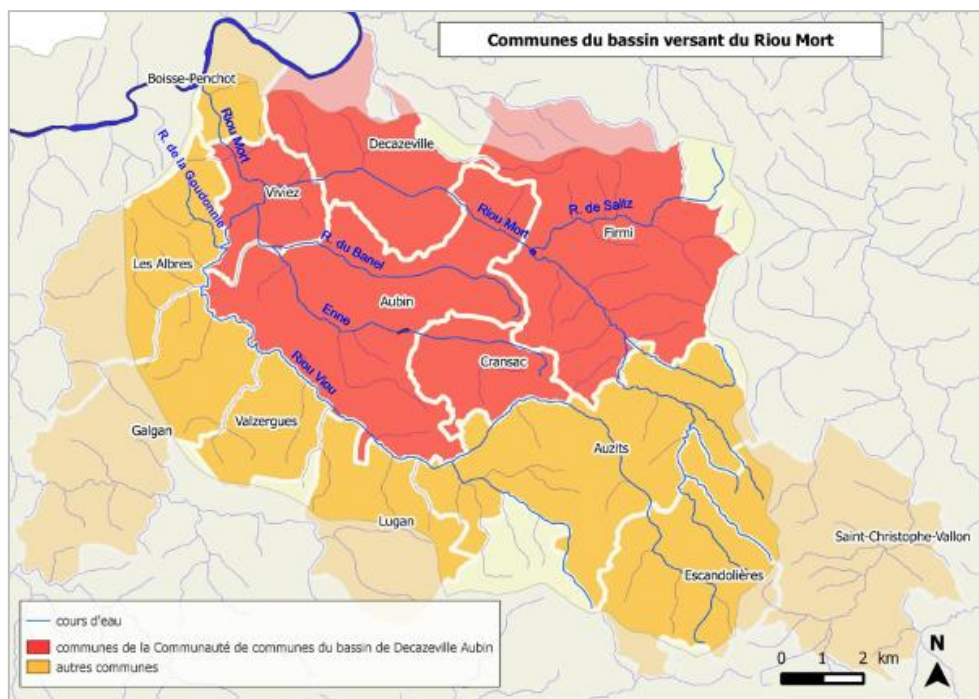 Communes du bassin versant du Riou Mort
Boisse-Penchot
Riou Mort
R. de la Goudonnie
Decazeville
Viviez
Riou Mort
R. de Saltz
Firmi
R. du Banel
Les Albres
Aubin
Enne
Cransac
Riou Viou
Valzergues
Galgan
Auzits
Lugan
Saint-Christophe-Vallon
Escandolières
cours d'eau
communes de la Communauté de communes du bassin de Decazeville Aubin
autres communes
0 1 2 km
N